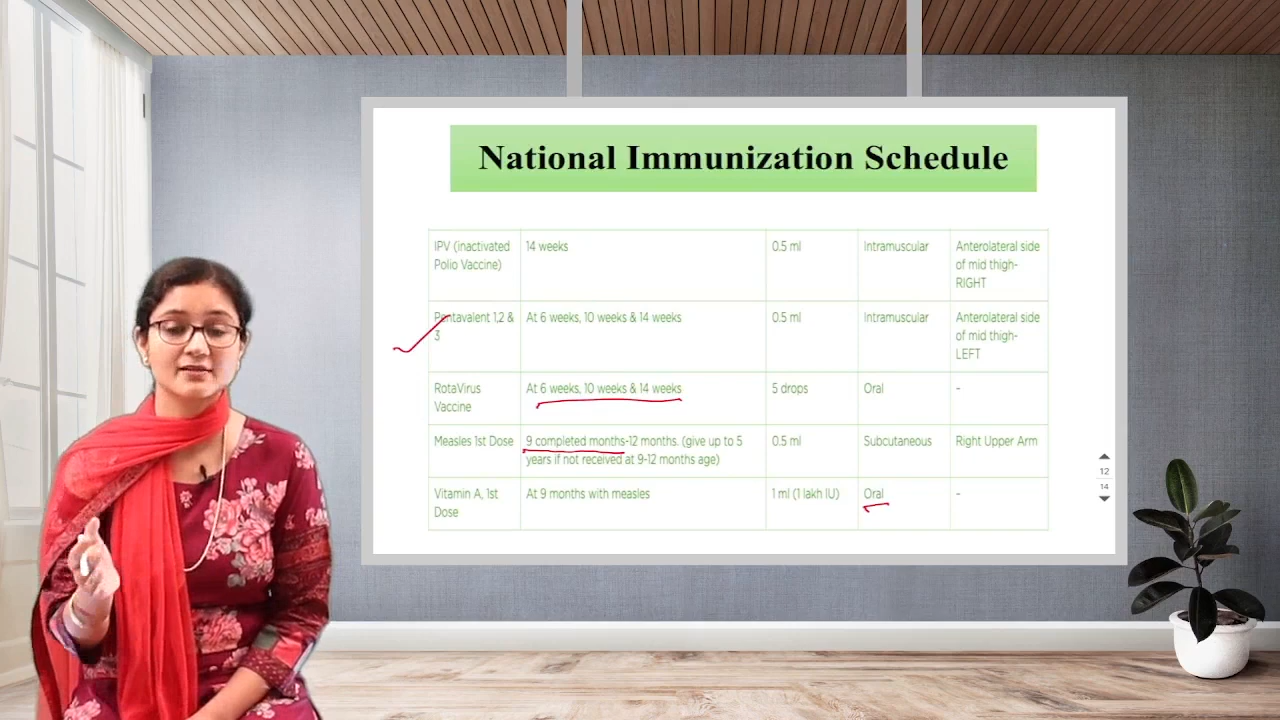 National Immunization Schedule
IPV (inactivated
Polio Vaccine)
14 weeks
0.5 ml
Intramuscular
Anterolateral side
of mid thigh-
RIGHT
Pentavalent 1,2 &
3
At 6 weeks, 10 weeks & 14 weeks
0.5 ml
Intramuscular
Anterolateral side
of mid thigh-
LEFT
RotaVirus
Vaccine
At 6 weeks, 10 weeks & 14 weeks
5 drops
Oral
-
Measles 1st Dose
9 completed months-12 months. (give up to 5
years if not received at 9-12 months age)
0.5 ml
Subcutaneous
Right Upper Arm
Vitamin A, 1st
Dose
At 9 months with measles
1 ml (1 lakh IU)
Oral
-
12
14